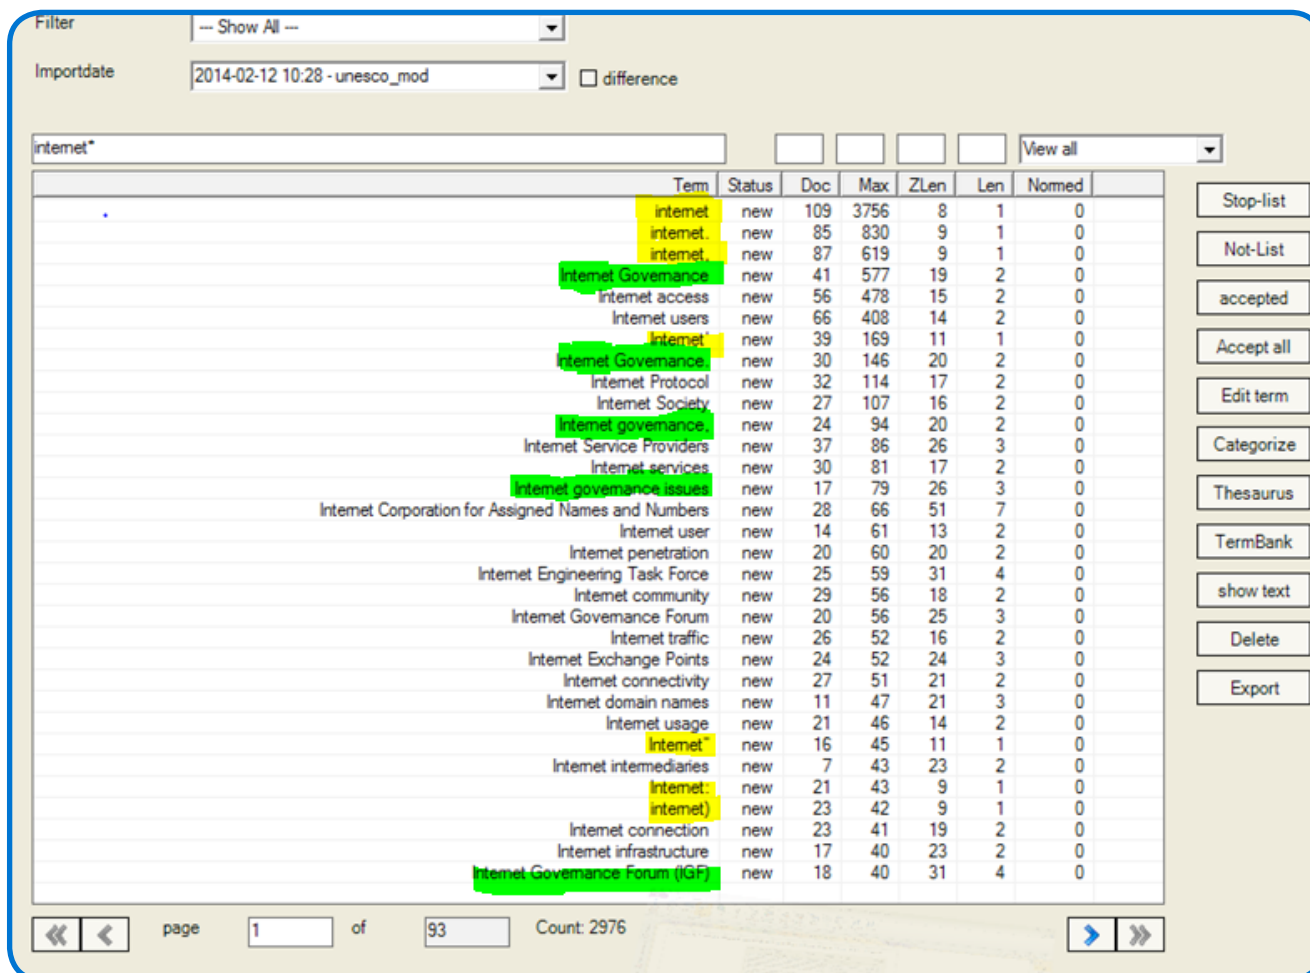 Filter --- Show All ---
Importdate 2014-02-12 10:28 - unesco_mod difference
internet* View all
Term Status Doc Max ZLen Len Normed
internet new 109 3756 8 1 0
internet. new 85 830 9 1 0
internet, new 87 619 9 1 0
Internet Governance new 41 577 19 2 0
Internet access new 56 478 15 2 0
Internet users new 66 408 14 2 0
Internet' new 39 169 11 1 0
Internet Governance. new 30 146 20 2 0
Internet Protocol new 32 114 17 2 0
Internet Society new 27 107 16 2 0
Internet governance, new 24 94 20 2 0
Internet Service Providers new 37 86 26 3 0
Internet services new 30 81 17 2 0
Internet governance issues new 17 79 26 3 0
Internet Corporation for Assigned Names and Numbers new 28 66 51 7 0
Internet user new 14 61 13 2 0
Internet penetration new 20 60 20 2 0
Internet Engineering Task Force new 25 59 31 4 0
Internet community new 29 56 18 2 0
Internet Governance Forum new 20 56 25 3 0
Internet traffic new 26 52 16 2 0
Internet Exchange Points new 24 52 24 3 0
Internet connectivity new 27 51 21 2 0
Internet domain names new 11 47 21 3 0
Internet usage new 21 46 14 2 0
Internet" new 16 45 11 1 0
Internet intermediaries new 7 43 23 2 0
Internet: new 21 43 9 1 0
internet) new 23 42 9 1 0
Internet connection new 23 41 19 2 0
Internet infrastructure new 17 40 23 2 0
Internet Governance Forum (IGF) new 18 40 31 4 0
Stop-list
Not-List
accepted
Accept all
Edit term
Categorize
Thesaurus
TermBank
show text
Delete
Export
page 1 of 93 Count: 2976